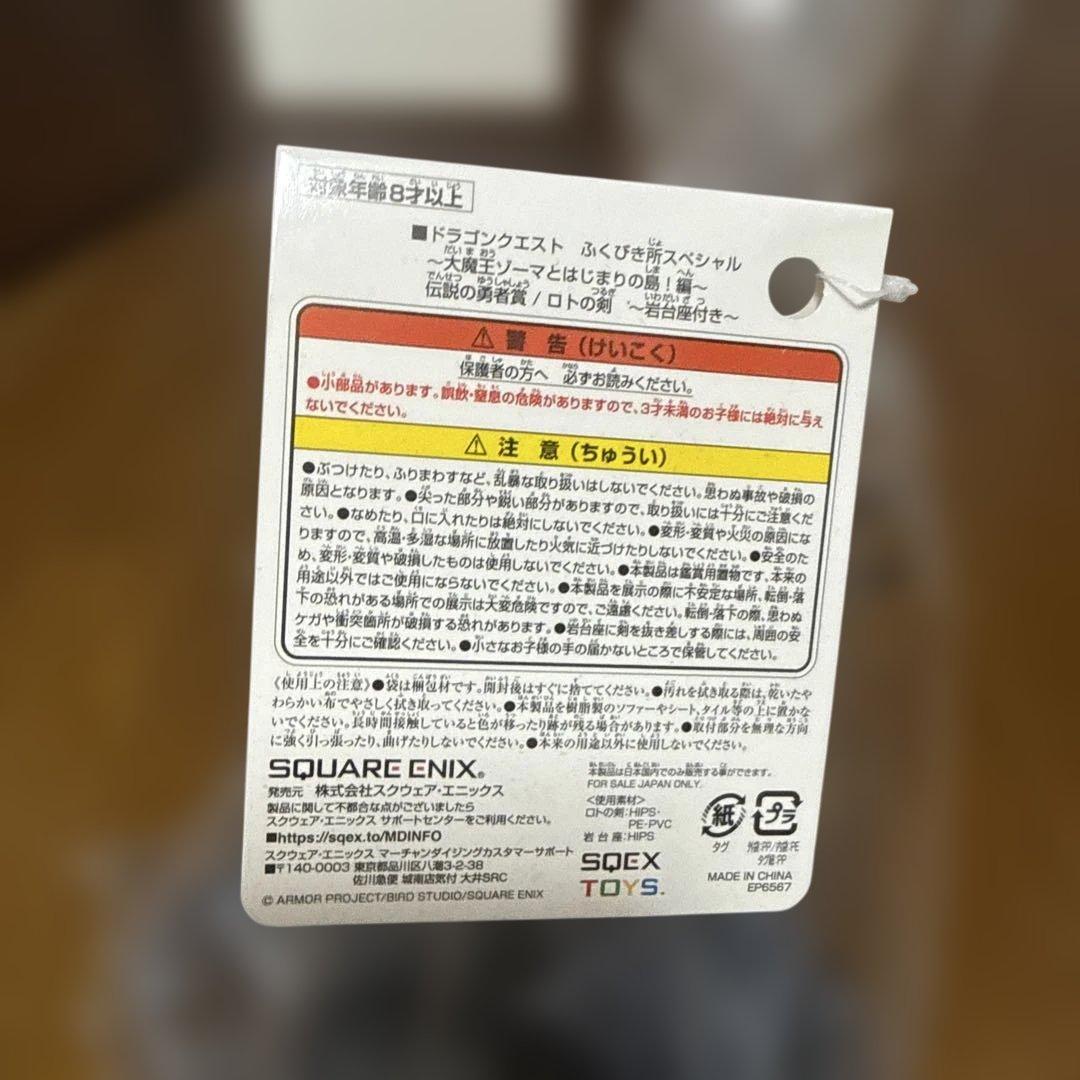 対象年齢8才以上
■ドラゴンクエスト ふくびき所スペシャル
～大魔王ゾーマとはじまりの島！編～
伝説の勇者賞 / ロトの剣 ～岩台座付き～
⚠ 警 告 (けいこく)
保護者の方へ 必ずお読みください。
●小部品があります。誤飲・窒息の危険がありますので、3才未満のお子様には絶対に与え
ないでください。
⚠ 注 意 (ちゅうい)
●ぶつけたり、ふりまわすなど、乱暴な取り扱いはしないでください。思わぬ事故や破損の
原因となります。●尖った部分や鋭い部分がありますので、取り扱いには十分にご注意くだ
さい。●なめたり、口に入れたりは絶対にしないでください。●変形・変質や火災の原因にな
りますので、高温・多湿な場所に放置したり火気に近づけたりしないでください。●安全のた
め、変形・変質や破損したものは使用しないでください。●本製品は鑑賞用置物です、本来の
用途以外ではご使用にならないでください。●本製品を展示の際に不安定な場所、転倒・落
下の恐れがある場所での展示は大変危険ですので、ご遠慮ください。転倒・落下の際、思わぬ
ケガや衝突箇所が破損する恐れがあります。●岩台座に剣を抜き差しする際には、周囲の安
全を十分にご確認ください。●小さなお子様の手の届かないところで保管してください。
《使用上の注意》●袋は梱包材です。開封後はすぐに捨ててください。●汚れを拭き取る際は、乾いたや
わらかい布でやさしく拭き取ってください。●本製品を樹脂製のソファーやシート、タイル等の上に置かな
いでください。長時間接触していると色が移ったり跡が残る場合があります。●取付部分を無理な方向
に強く引っ張ったり、曲げたりしないでください。●本来の用途以外に使用しないでください。
SQUARE ENIX®
発売元 株式会社スクウェア・エニックス
製品に関して不都合な点がございましたら
スクウェア・エニックス サポートセンターをご利用ください。
■https://sqex.to/MDINFO
スクウェア・エニックス マーチャンダイジングカスタマーサポート
■〒140-0003 東京都品川区八潮3-2-38
佐川急便 城南店気付 大井SRC
© ARMOR PROJECT/BIRD STUDIO/SQUARE ENIX
本製品は日本国内でのみ販売する事ができます。
FOR SALE JAPAN ONLY.
＜使用素材＞
ロトの剣：HIPS・
PE・PVC
岩 台 座：HIPS
SQEX
TOYS.
紙
タグ
プラ
外袋：PP/内袋：PE
タグ紐：PP
MADE IN CHINA
EP6567